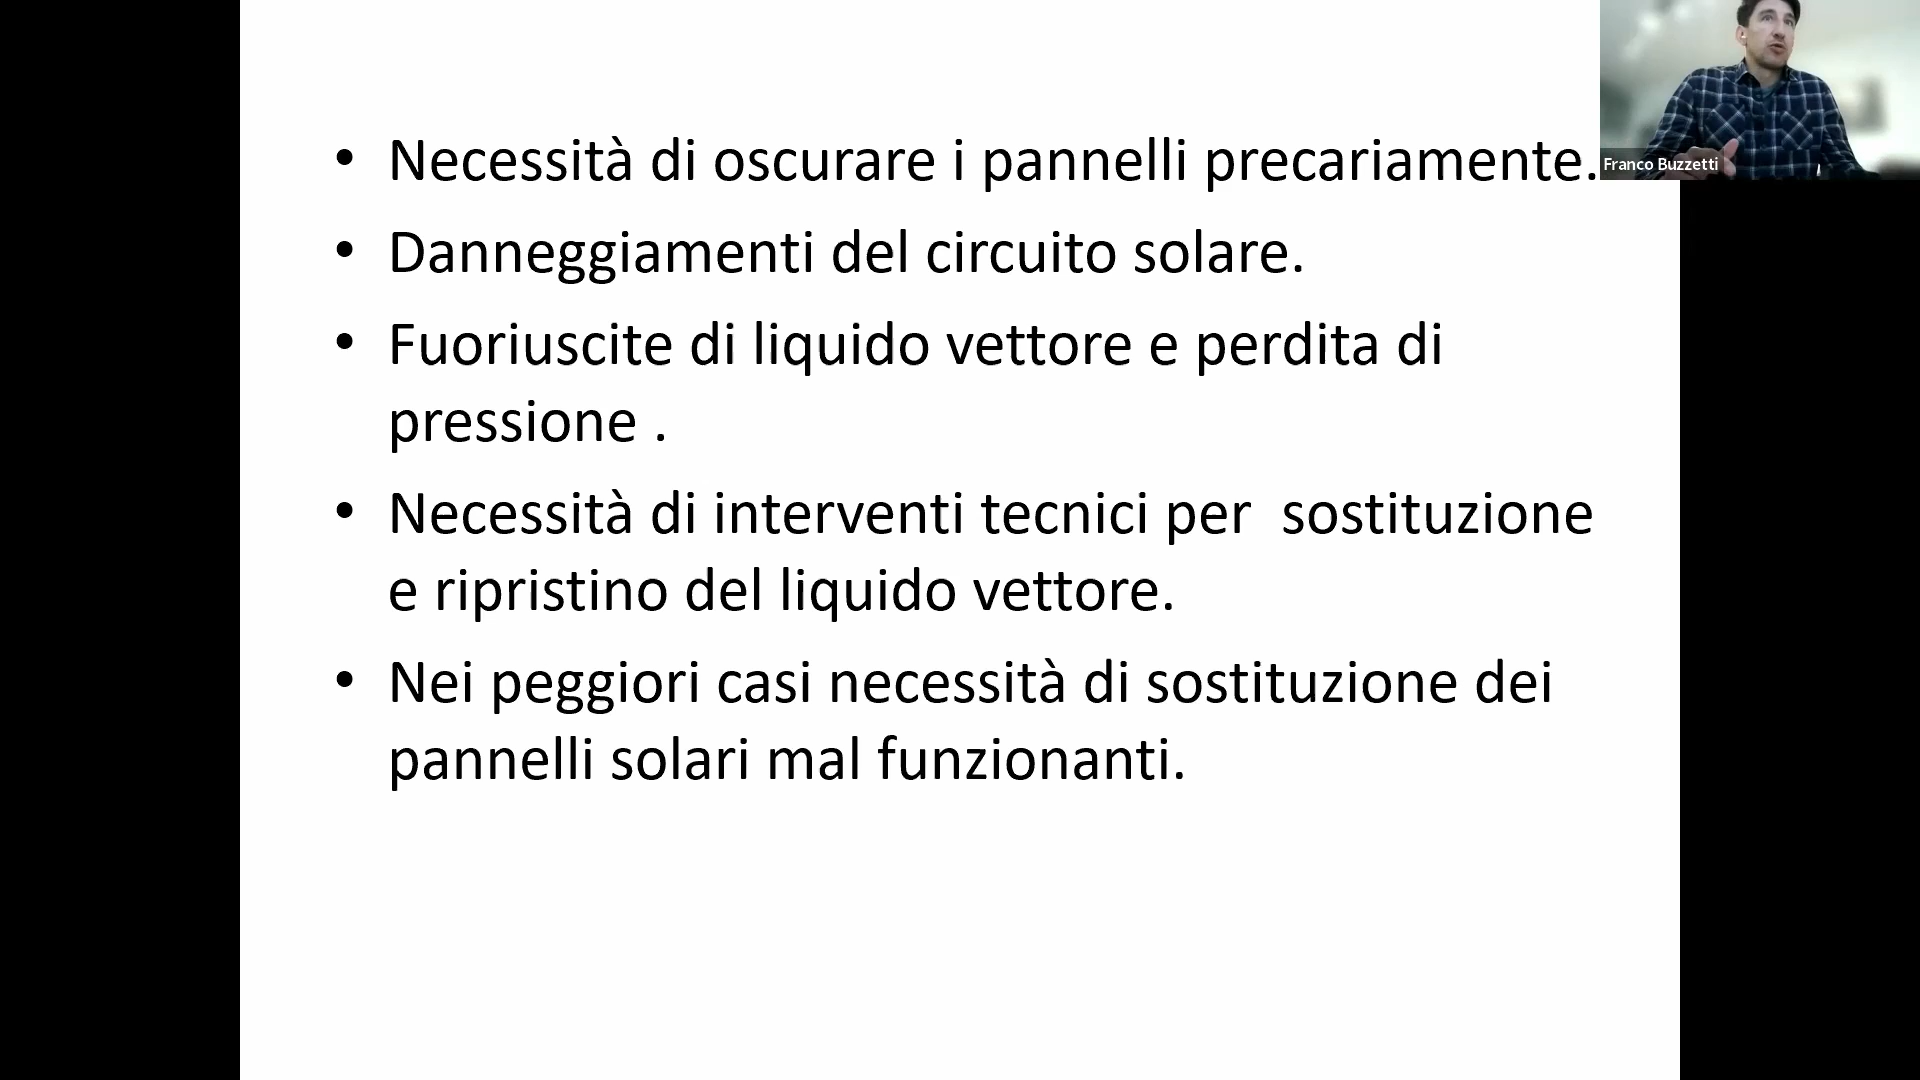 • Necessità di oscurare i pannelli precariamente.
• Danneggiamenti del circuito solare.
• Fuoriuscite di liquido vettore e perdita di
pressione .
• Necessità di interventi tecnici per  sostituzione
e ripristino del liquido vettore.
• Nei peggiori casi necessità di sostituzione dei
pannelli solari mal funzionanti.
Franco Buzzetti